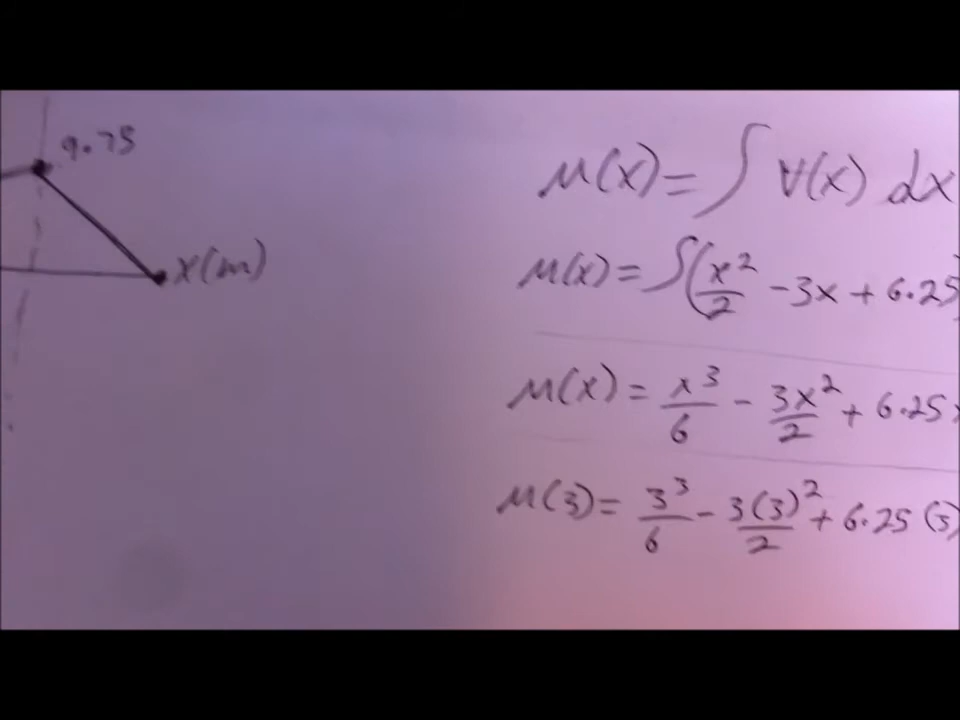 9.75
x(m)
M(x) = ∫ V(x) dx
M(x) = ∫(x²/2 - 3x + 6.25)
M(x) = x³/6 - 3x²/2 + 6.25x
M(3) = 3³/6 - 3(3)²/2 + 6.25 (3)